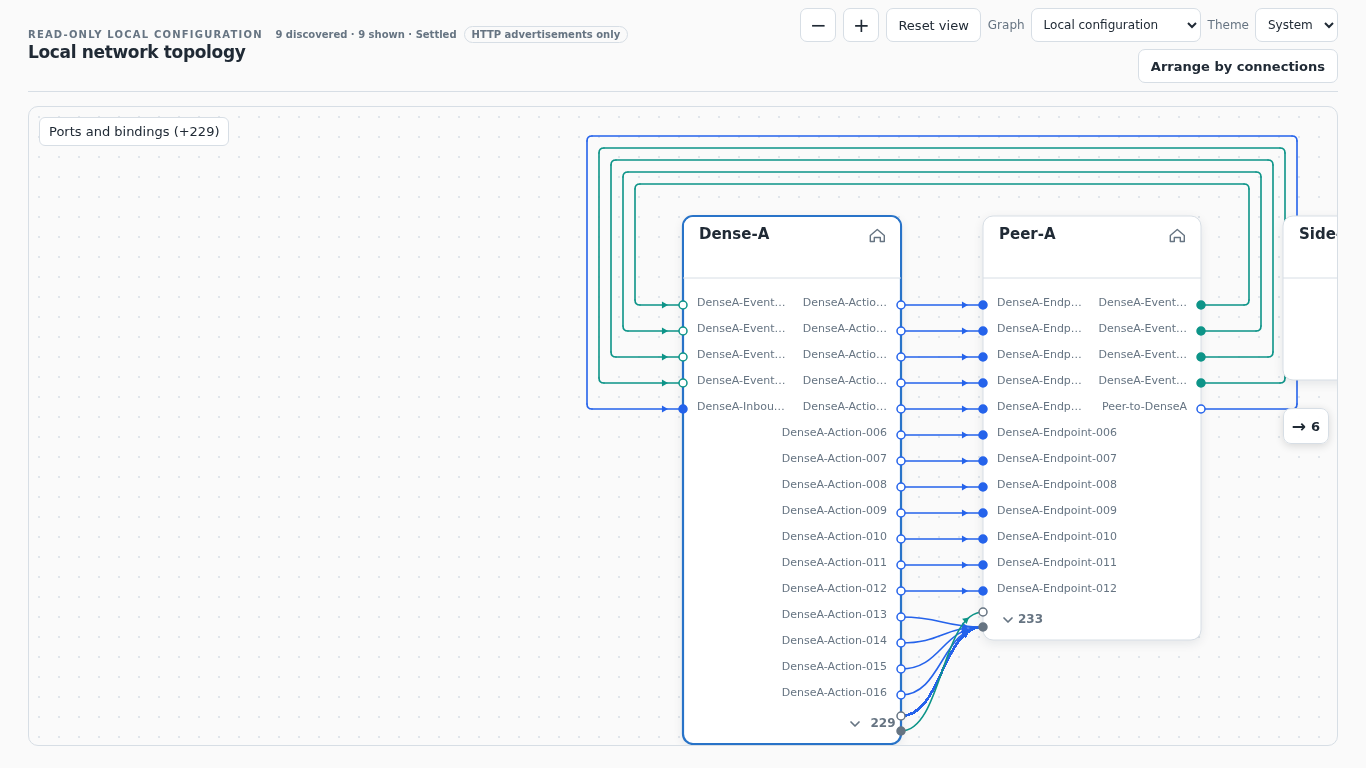 READ-ONLY LOCAL CONFIGURATION 9 discovered · 9 shown · Settled HTTP advertisements only
Local network topology
− + Reset view Graph Local configuration Theme System
Arrange by connections
Ports and bindings (+229)
Dense-A Peer-A Side-
DenseA-Event… DenseA-Actio… DenseA-Endp… DenseA-Event…
DenseA-Event… DenseA-Actio… DenseA-Endp… DenseA-Event…
DenseA-Event… DenseA-Actio… DenseA-Endp… DenseA-Event…
DenseA-Event… DenseA-Actio… DenseA-Endp… DenseA-Event…
DenseA-Inbou… DenseA-Actio… DenseA-Endp… Peer-to-DenseA
→ 6
DenseA-Action-006 DenseA-Endpoint-006
DenseA-Action-007 DenseA-Endpoint-007
DenseA-Action-008 DenseA-Endpoint-008
DenseA-Action-009 DenseA-Endpoint-009
DenseA-Action-010 DenseA-Endpoint-010
DenseA-Action-011 DenseA-Endpoint-011
DenseA-Action-012 DenseA-Endpoint-012
DenseA-Action-013 233
DenseA-Action-014
DenseA-Action-015
DenseA-Action-016
229